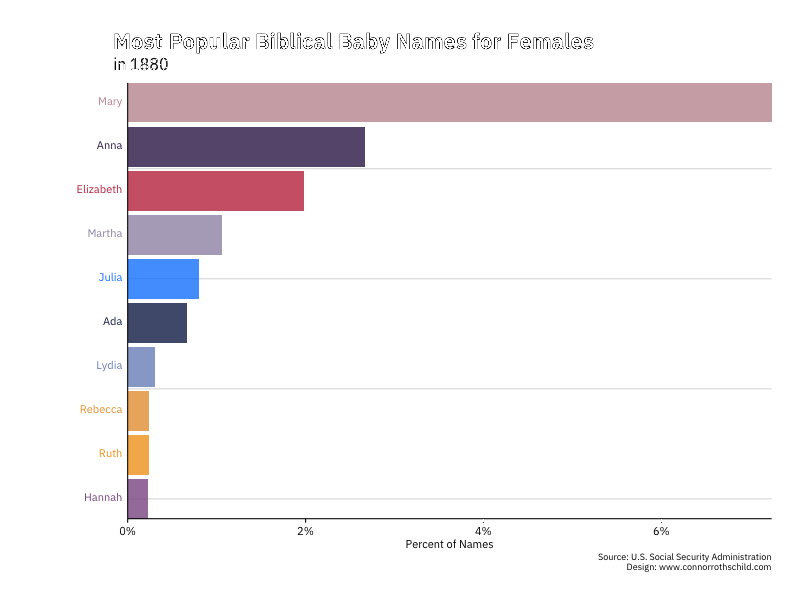 Most Popular Biblical Baby Names for Females
in 1880
Mary
Anna
Elizabeth
Martha
Julia
Ada
Lydia
Rebecca
Ruth
Hannah
0% 2% 4% 6%
Percent of Names
Source: U.S. Social Security Administration
Design: www.connorrothschild.com